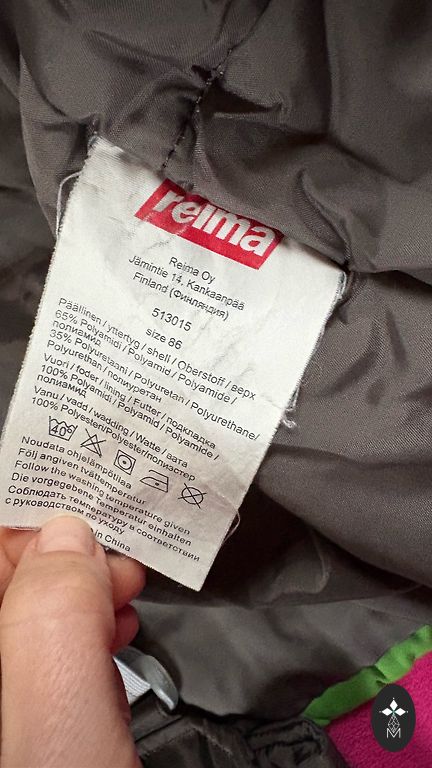 reima
Reima Oy
Jämintie 14, Kankaanpää
Finland (Финляндия)
513015
size 86
Päällinen / yttertyg / shell / Oberstoff / верх
65% Polyamidi / Polyamid / Polyamide /
полиамид
35% Polyuretaani / Polyuretan / Polyurethane/
Polyurethan / полиуретан
Vuori / foder / lining / Futter / подкладка
100% Polyamidi / Polyamid / Polyamide /
полиамид
Vanu / vadd / wadding / Watte / вата
100% Polyesteri/Polyester/полиэстер
40°
Noudata ohjelämpötilaa
Följ angiven tvättemperatur
Follow the washing temperature given
Die vorgegebene Temperatur einhalten
Соблюдать температуру в соответствии
с руководством по уходу
in China
M